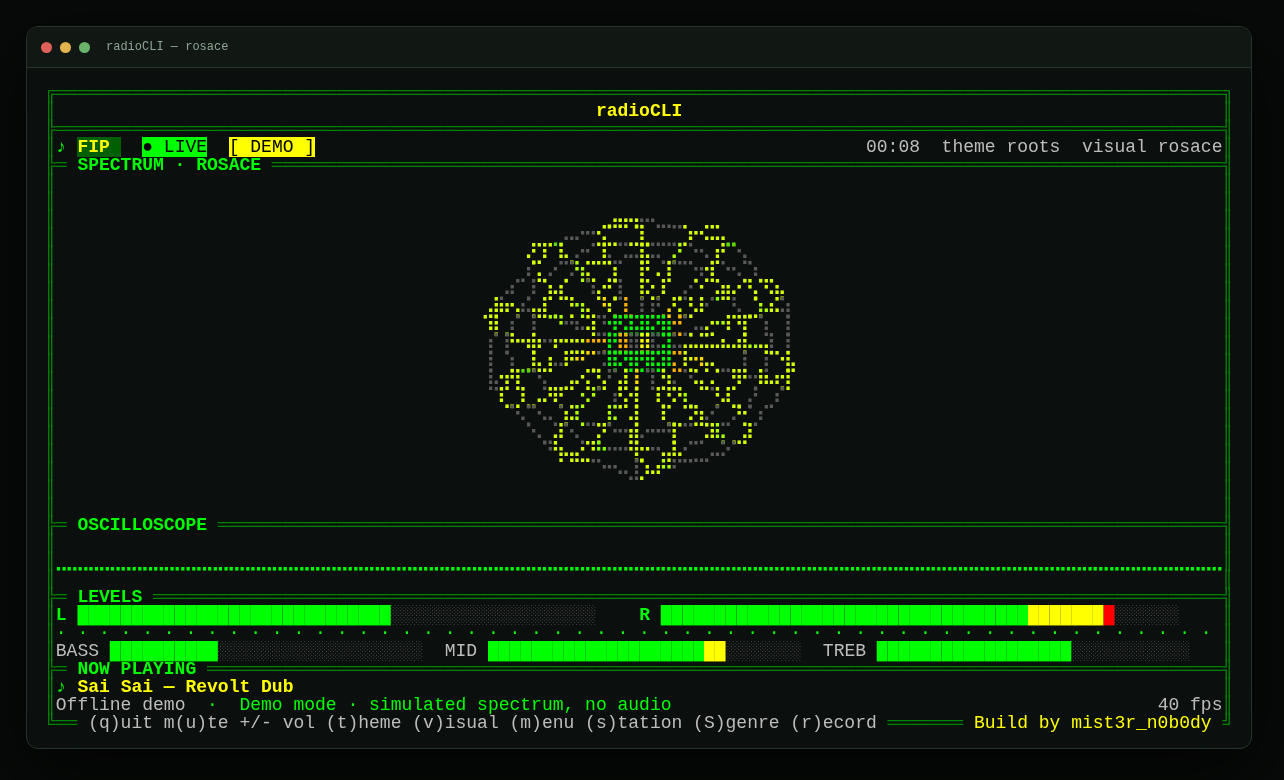 radioCLI — rosace
radioCLI
♪ FIP ● LIVE [ DEMO ] 00:08 theme roots visual rosace
SPECTRUM · ROSACE
OSCILLOSCOPE
LEVELS
L R
BASS MID TREB
NOW PLAYING
♪ Sai Sai — Revolt Dub
Offline demo · Demo mode · simulated spectrum, no audio 40 fps
(q)uit m(u)te +/- vol (t)heme (v)isual (m)enu (s)tation (S)genre (r)ecord Build by mist3r_n0b0dy